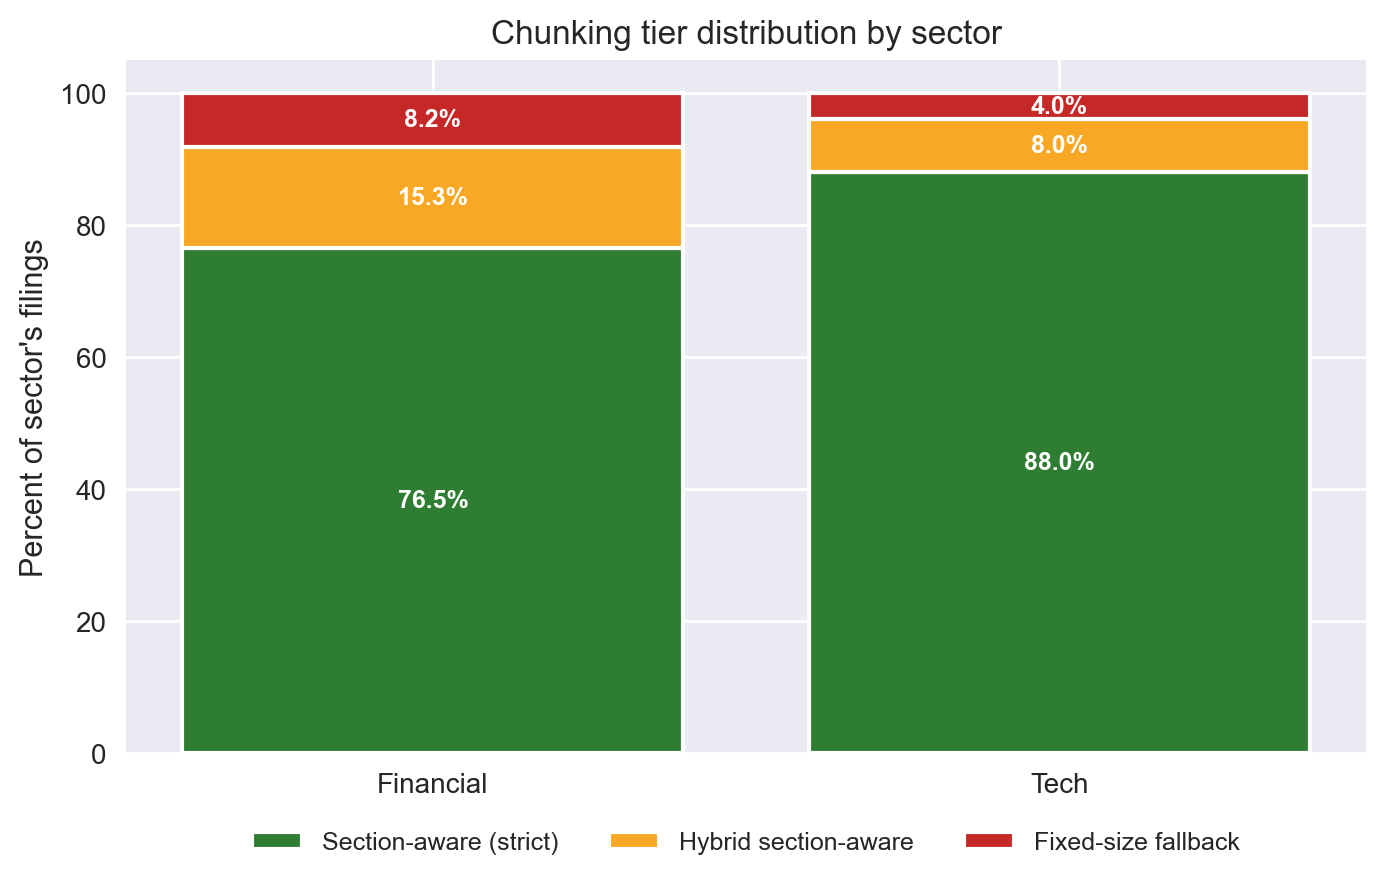 Chunking tier distribution by sector
Percent of sector's filings
100
80
60
40
20
0
8.2%
15.3%
76.5%
4.0%
8.0%
88.0%
Financial
Tech
Section-aware (strict)
Hybrid section-aware
Fixed-size fallback